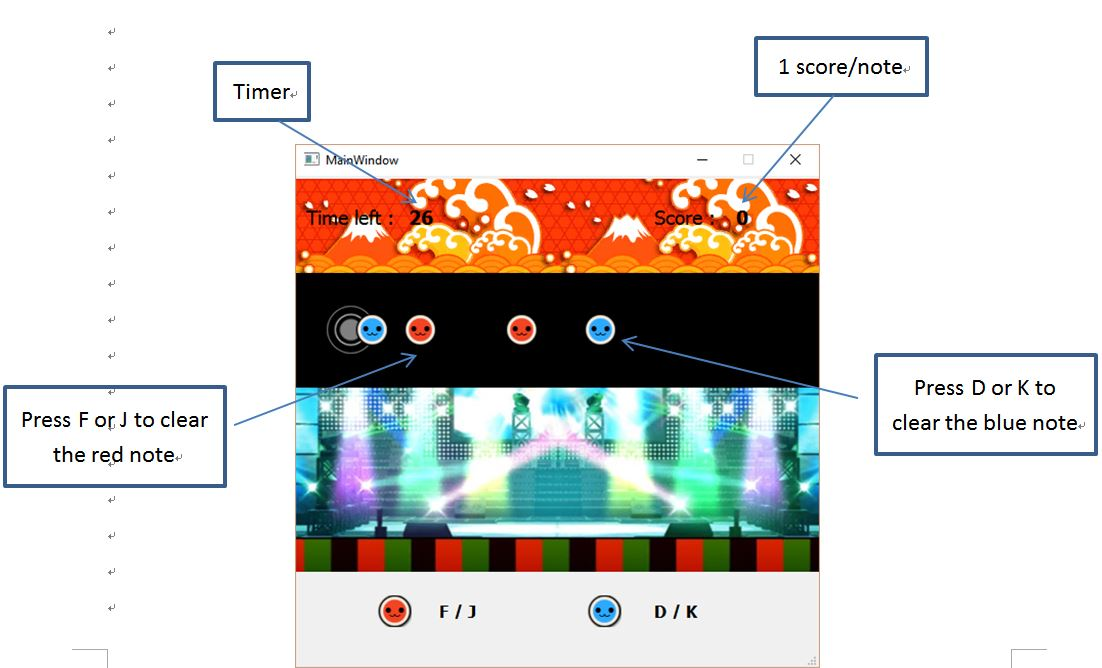 1 score/note
Timer
MainWindow
Time left : 26
Score : 0
Press F or J to clear
the red note
Press D or K to
clear the blue note
F / J
D / K